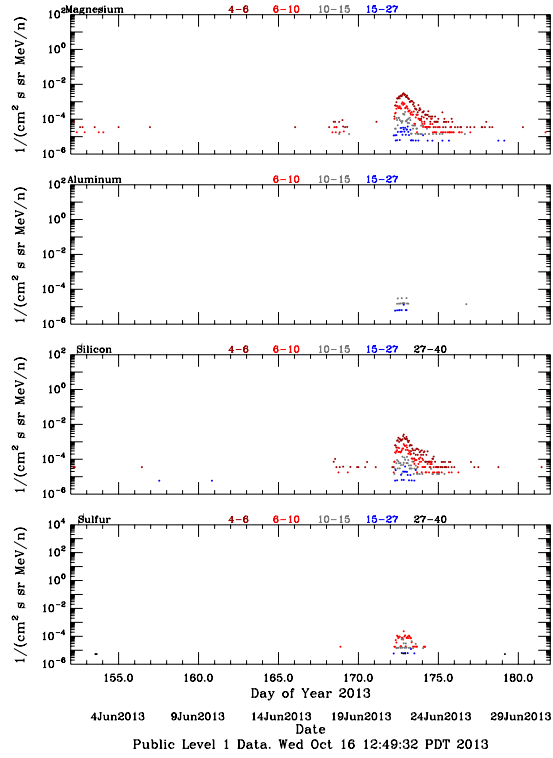 Magnesium 4-6 6-10 10-15 15-27
10² 10⁰ 10⁻² 10⁻⁴ 10⁻⁶
1/(cm² s sr MeV/n)
Aluminum 6-10 10-15 15-27
10² 10⁰ 10⁻² 10⁻⁴ 10⁻⁶
1/(cm² s sr MeV/n)
Silicon 4-6 6-10 10-15 15-27 27-40
10² 10⁰ 10⁻² 10⁻⁴ 10⁻⁶
1/(cm² s sr MeV/n)
Sulfur 4-6 6-10 10-15 15-27 27-40
10⁴ 10² 10⁰ 10⁻² 10⁻⁴ 10⁻⁶
1/(cm² s sr MeV/n)
155.0 160.0 165.0 170.0 175.0 180.0
Day of Year 2013
4Jun2013 9Jun2013 14Jun2013 19Jun2013 24Jun2013 29Jun2013
Date
Public Level 1 Data. Wed Oct 16 12:49:32 PDT 2013